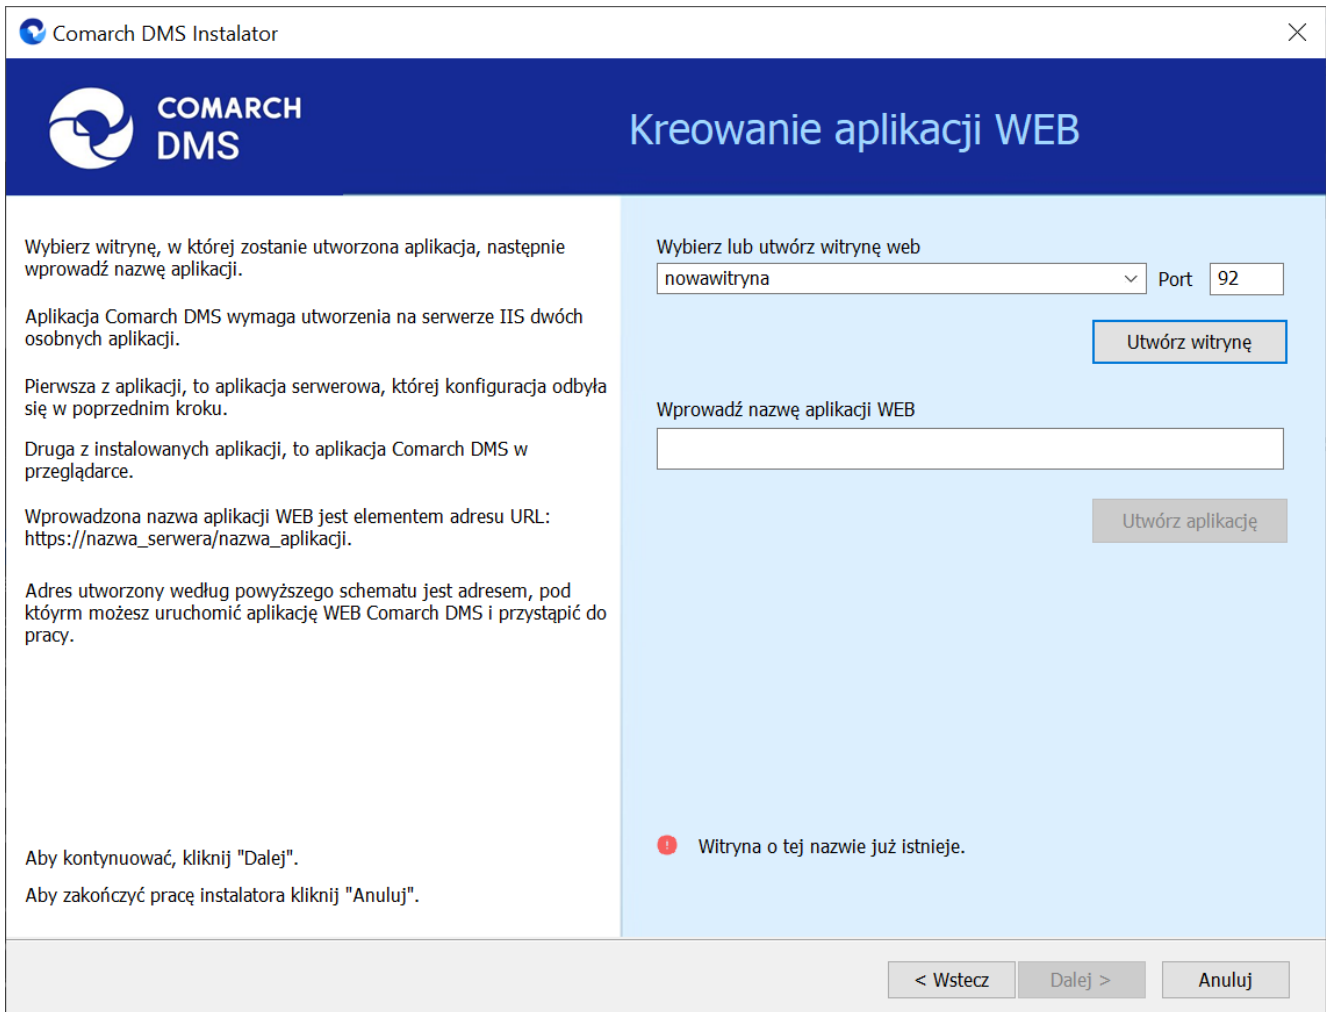 Comarch DMS Instalator
COMARCH
DMS
Kreowanie aplikacji WEB
Wybierz witrynę, w której zostanie utworzona aplikacja, następnie
wprowadź nazwę aplikacji.
Aplikacja Comarch DMS wymaga utworzenia na serwerze IIS dwóch
osobnych aplikacji.
Pierwsza z aplikacji, to aplikacja serwerowa, której konfiguracja odbyła
się w poprzednim kroku.
Druga z instalowanych aplikacji, to aplikacja Comarch DMS w
przeglądarce.
Wprowadzona nazwa aplikacji WEB jest elementem adresu URL:
https://nazwa_serwera/nazwa_aplikacji.
Adres utworzony według powyższego schematu jest adresem, pod
któyrm możesz uruchomić aplikację WEB Comarch DMS i przystąpić do
pracy.
Aby kontynuować, kliknij "Dalej".
Aby zakończyć pracę instalatora kliknij "Anuluj".
Wybierz lub utwórz witrynę web
nowawitryna Port 92
Utwórz witrynę
Wprowadź nazwę aplikacji WEB
Utwórz aplikację
Witryna o tej nazwie już istnieje.
< Wstecz Dalej > Anuluj